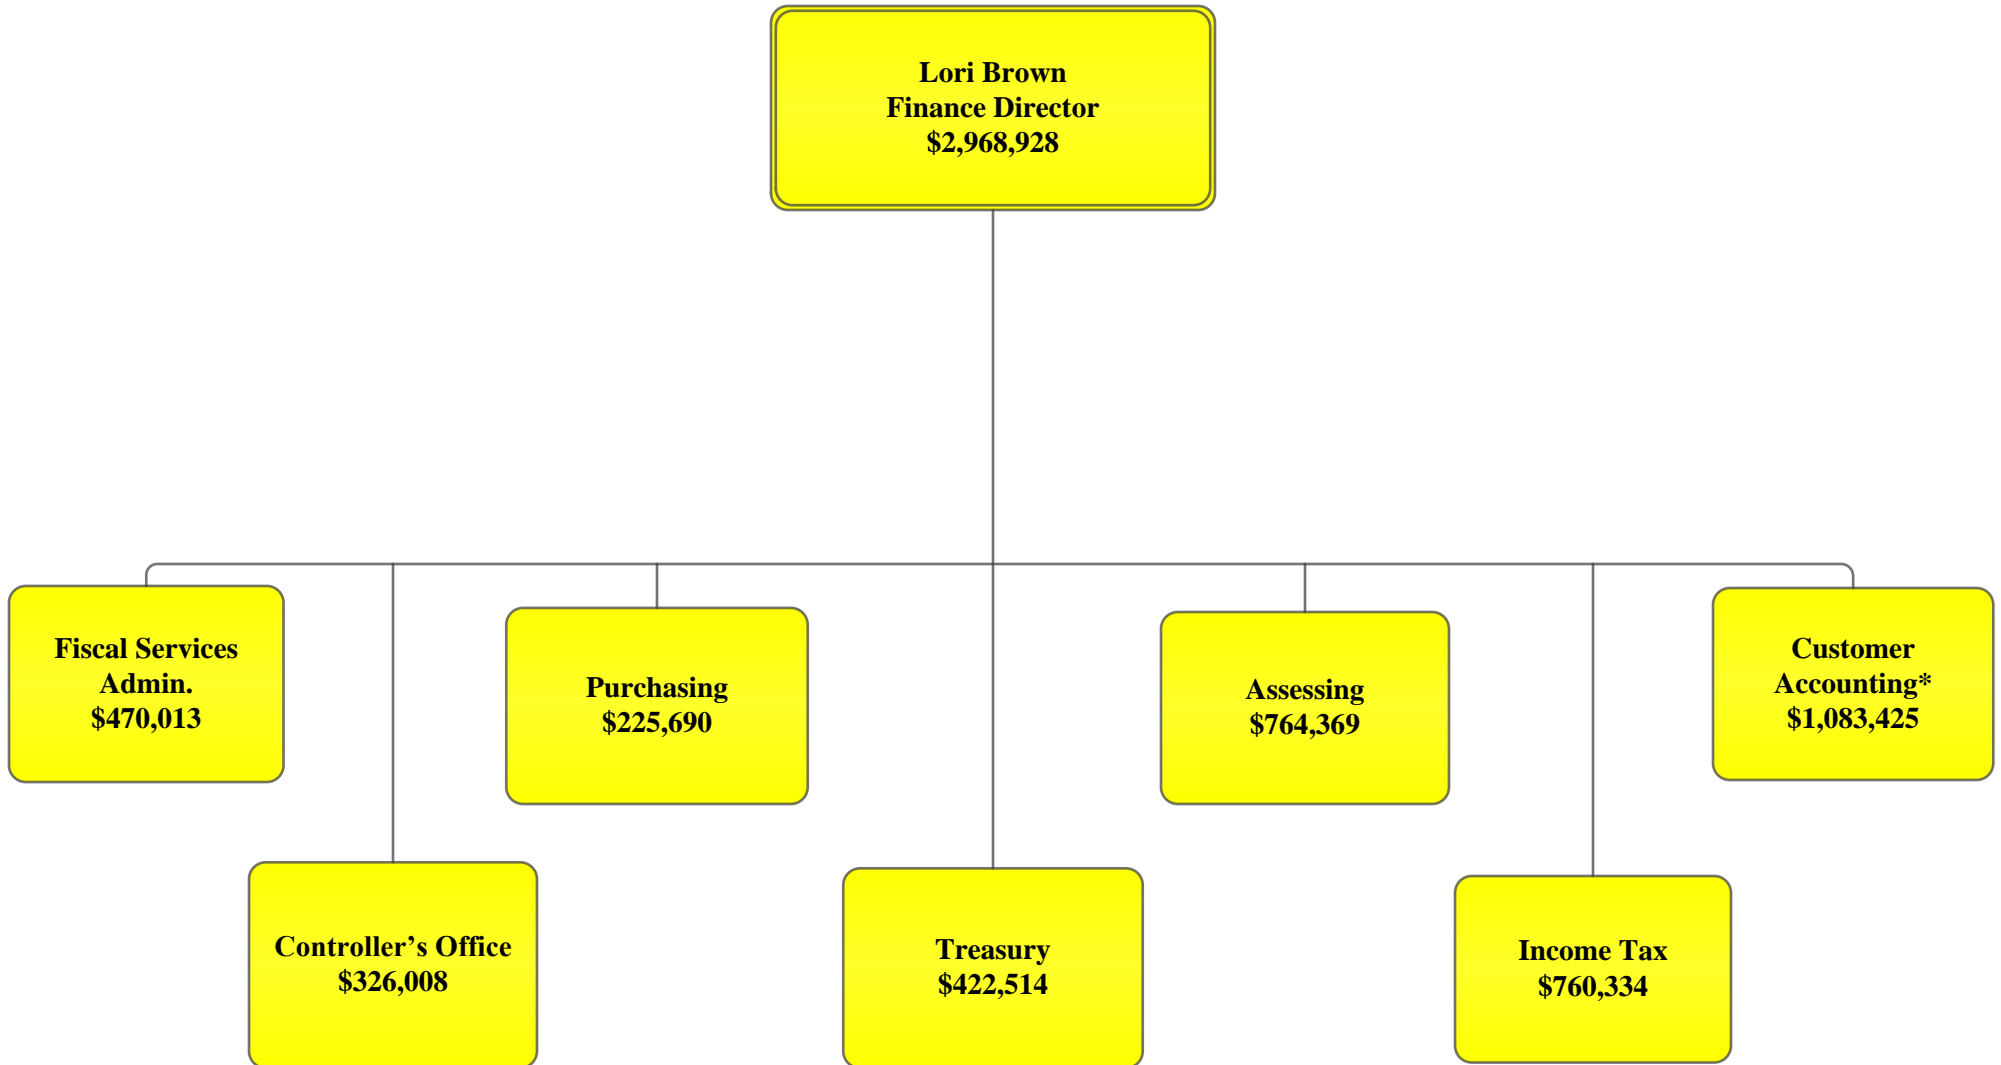 Lori Brown
Finance Director
$2,968,928
Fiscal Services
Admin.
$470,013
Controller’s Office
$326,008
Purchasing
$225,690
Treasury
$422,514
Assessing
$764,369
Income Tax
$760,334
Customer
Accounting*
$1,083,425